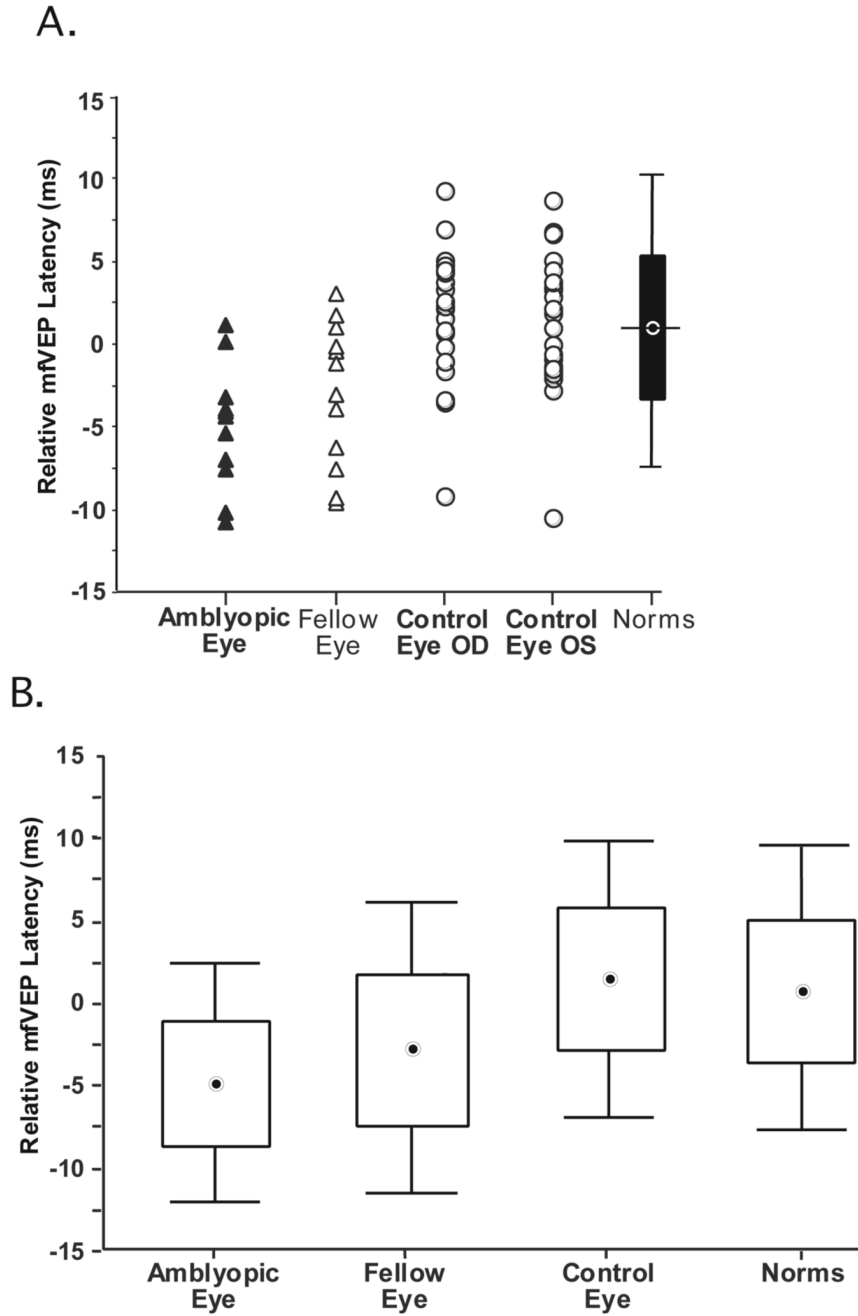 A.
Relative mfVEP Latency (ms)
15
10
5
0
-5
-10
-15
Amblyopic Eye
Fellow Eye
Control Eye OD
Control Eye OS
Norms
B.
Relative mfVEP Latency (ms)
15
10
5
0
-5
-10
-15
Amblyopic Eye
Fellow Eye
Control Eye
Norms